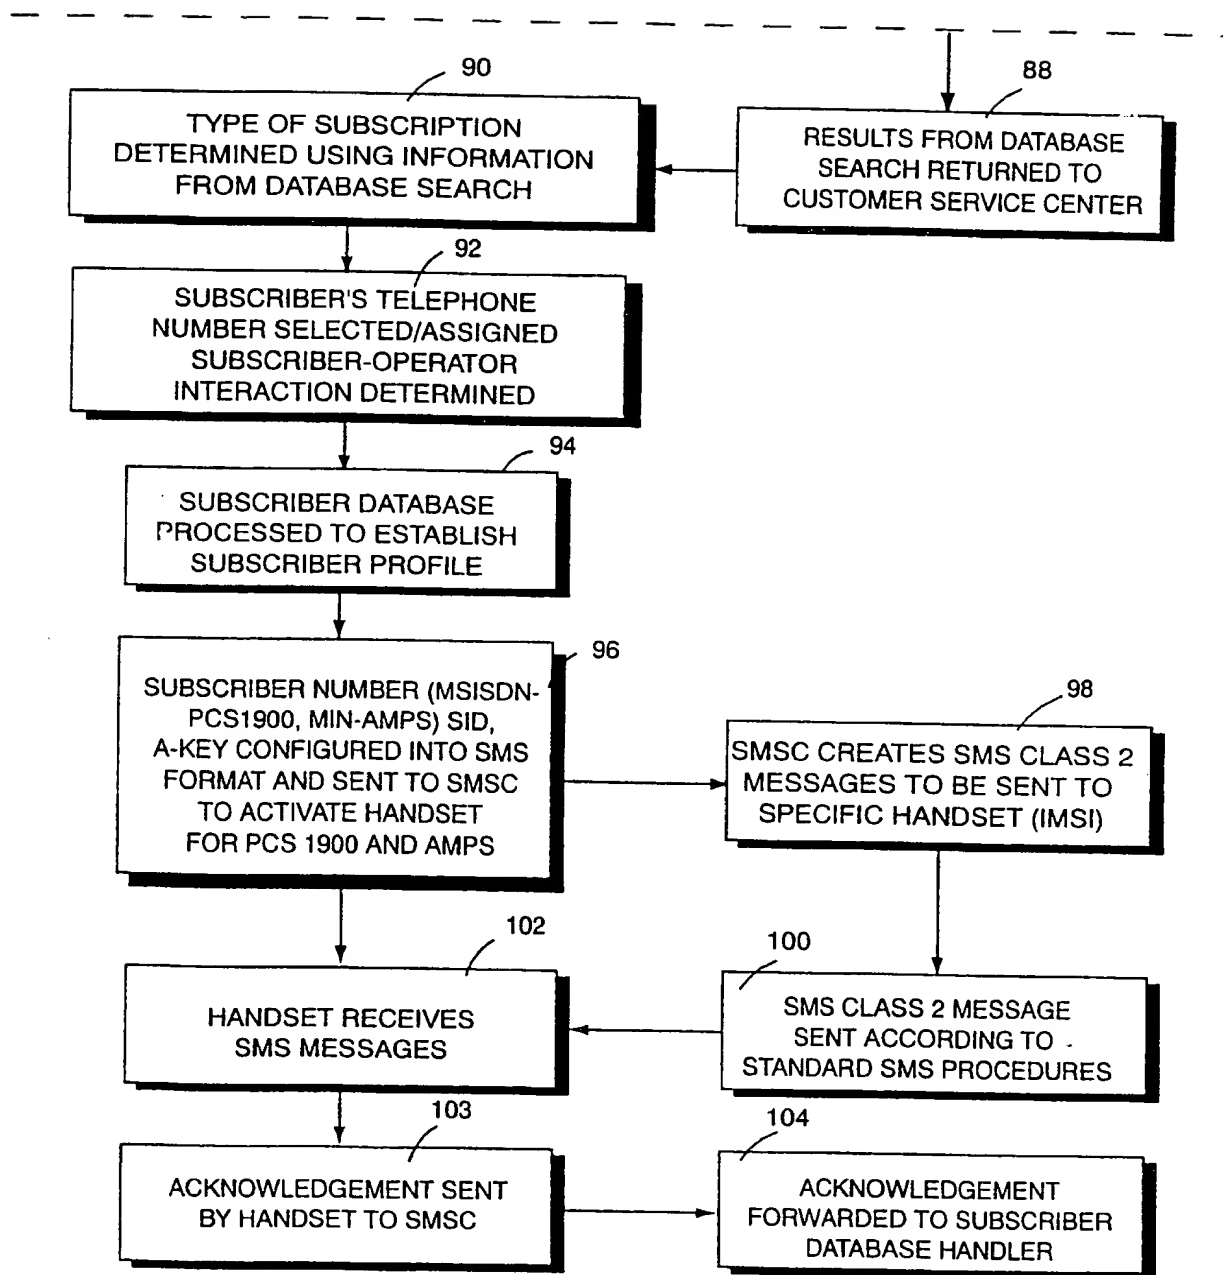 90
TYPE OF SUBSCRIPTION
DETERMINED USING INFORMATION
FROM DATABASE SEARCH
88
RESULTS FROM DATABASE
SEARCH RETURNED TO
CUSTOMER SERVICE CENTER
92
SUBSCRIBER'S TELEPHONE
NUMBER SELECTED/ASSIGNED
SUBSCRIBER-OPERATOR
INTERACTION DETERMINED
94
SUBSCRIBER DATABASE
PROCESSED TO ESTABLISH
SUBSCRIBER PROFILE
96
SUBSCRIBER NUMBER (MSISDN-
PCS1900, MIN-AMPS) SID,
A-KEY CONFIGURED INTO SMS
FORMAT AND SENT TO SMSC
TO ACTIVATE HANDSET
FOR PCS 1900 AND AMPS
98
SMSC CREATES SMS CLASS 2
MESSAGES TO BE SENT TO
SPECIFIC HANDSET (IMSI)
102
HANDSET RECEIVES
SMS MESSAGES
100
SMS CLASS 2 MESSAGE
SENT ACCORDING TO
STANDARD SMS PROCEDURES
103
ACKNOWLEDGEMENT SENT
BY HANDSET TO SMSC
104
ACKNOWLEDGEMENT
FORWARDED TO SUBSCRIBER
DATABASE HANDLER